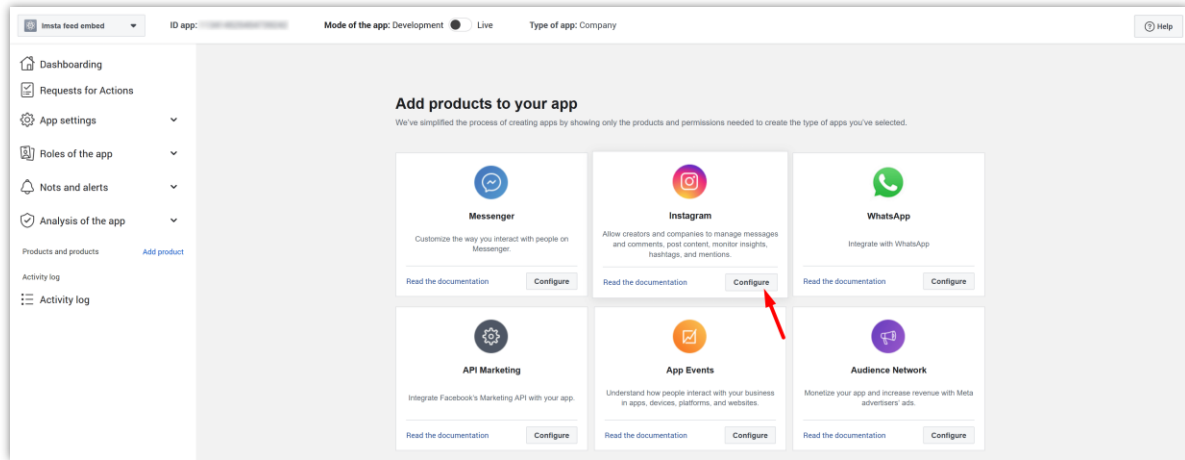 imsta feed embed
ID app:
Mode of the app: Development Live
Type of app: Company
Help
Dashboarding
Requests for Actions
App settings
Roles of the app
Nots and alerts
Analysis of the app
Products and products Add product
Activity log
Activity log
Add products to your app
We've simplified the process of creating apps by showing only the products and permissions needed to create the type of apps you've selected.
Messenger
Customize the way you interact with people on
Messenger.
Read the documentation Configure
Instagram
Allow creators and companies to manage messages
and comments, post content, monitor insights,
hashtags, and mentions.
Read the documentation Configure
WhatsApp
Integrate with WhatsApp
Read the documentation Configure
API Marketing
Integrate Facebook's Marketing API with your app.
Read the documentation Configure
App Events
Understand how people interact with your business
in apps, devices, platforms, and websites.
Read the documentation Configure
Audience Network
Monetize your app and increase revenue with Meta
advertisers' ads.
Read the documentation Configure